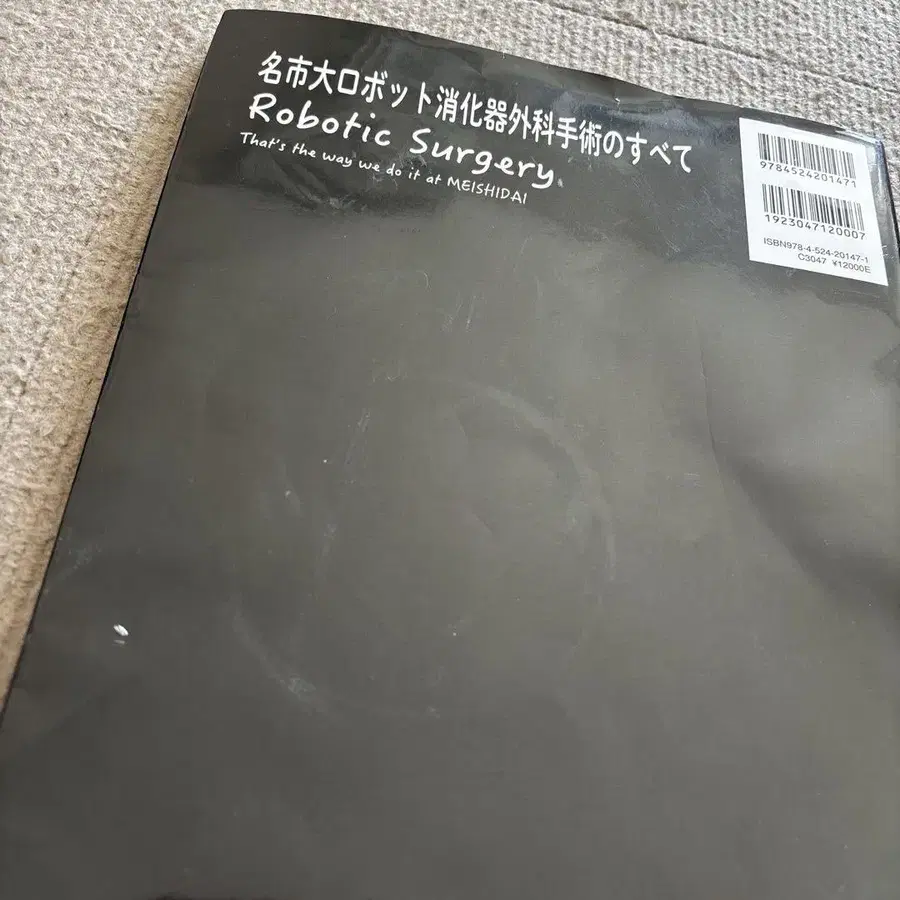 名市大ロボット消化器外科手術のすべて
Robotic Surgery
That's the way we do it at MEISHIDAI
9784524201471
1923047120007
ISBN978-4-524-20147-1
C3047 ¥12000E